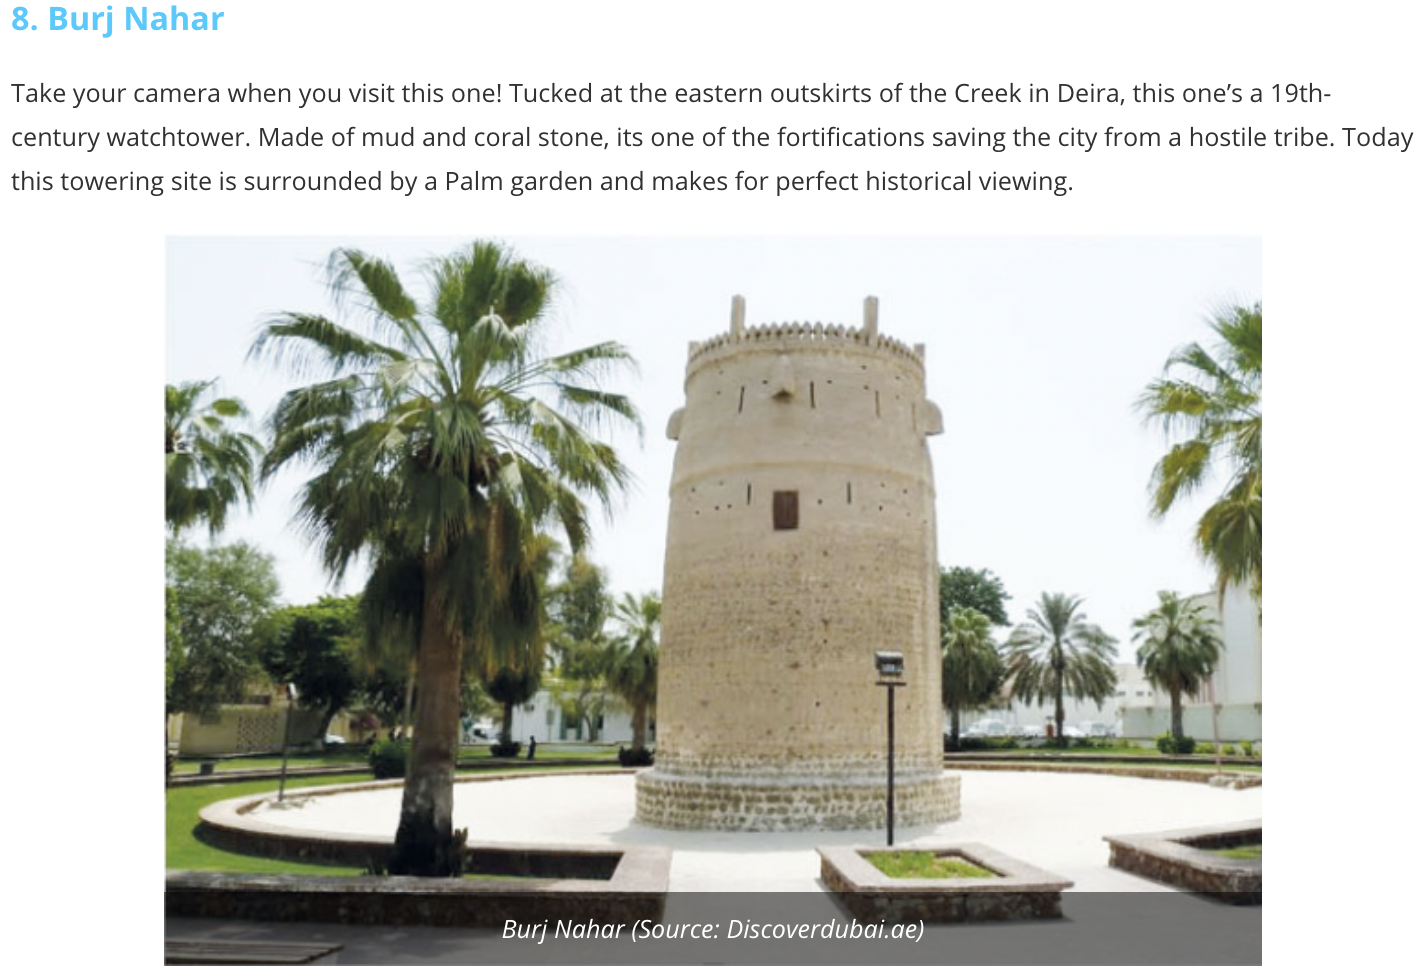 8. Burj Nahar
Take your camera when you visit this one! Tucked at the eastern outskirts of the Creek in Deira, this one’s a 19th-
century watchtower. Made of mud and coral stone, its one of the fortifications saving the city from a hostile tribe. Today
this towering site is surrounded by a Palm garden and makes for perfect historical viewing.
Burj Nahar (Source: Discoverdubai.ae)